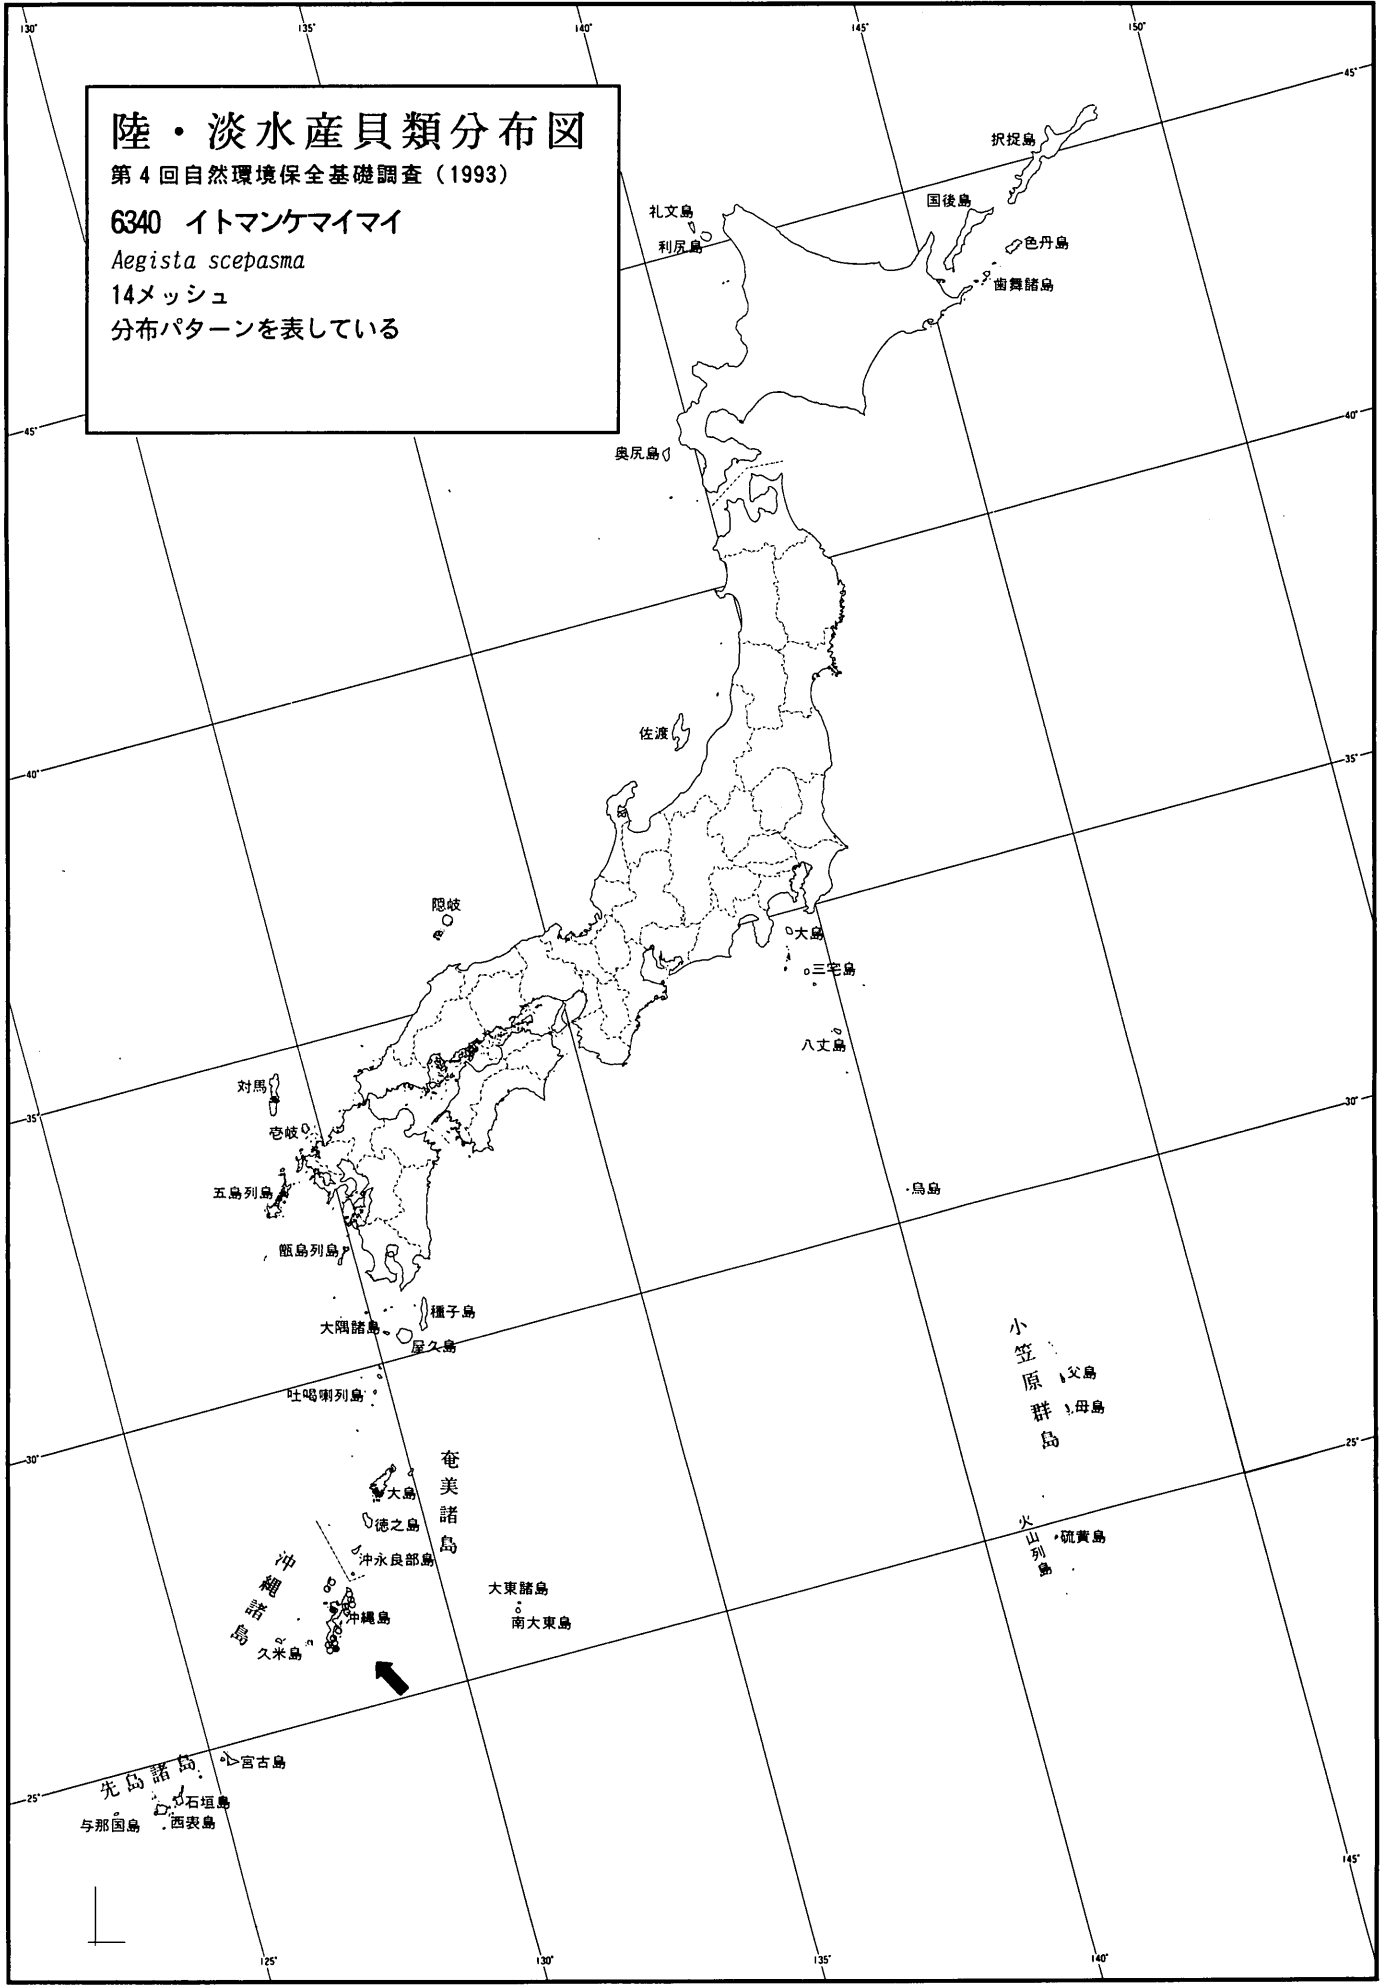 130°
135°
140°
145°
150°
陸・淡水産貝類分布図
第4回自然環境保全基礎調査（1993）
6340 イトマンケマイマイ
Aegista scepasma
14メッシュ
分布パターンを表している
45°
択捉島
国後島
礼文島
利尻島
色丹島
歯舞諸島
45°
40°
奥尻島
佐渡
40°
35°
隠岐
大島
三宅島
八丈島
対馬
35°
壱岐
30°
五島列島
鳥島
甑島列島
種子島
大隅諸島
屋久島
小笠原群島
父島
母島
吐喝喇列島
30°
25°
奄美諸島
大島
徳之島
火山列島
硫黄島
沖永良部島
沖縄諸島
大東諸島
沖縄島
南大東島
久米島
先島諸島
宮古島
25°
石垣島
与那国島
西表島
145°
125°
130°
135°
140°